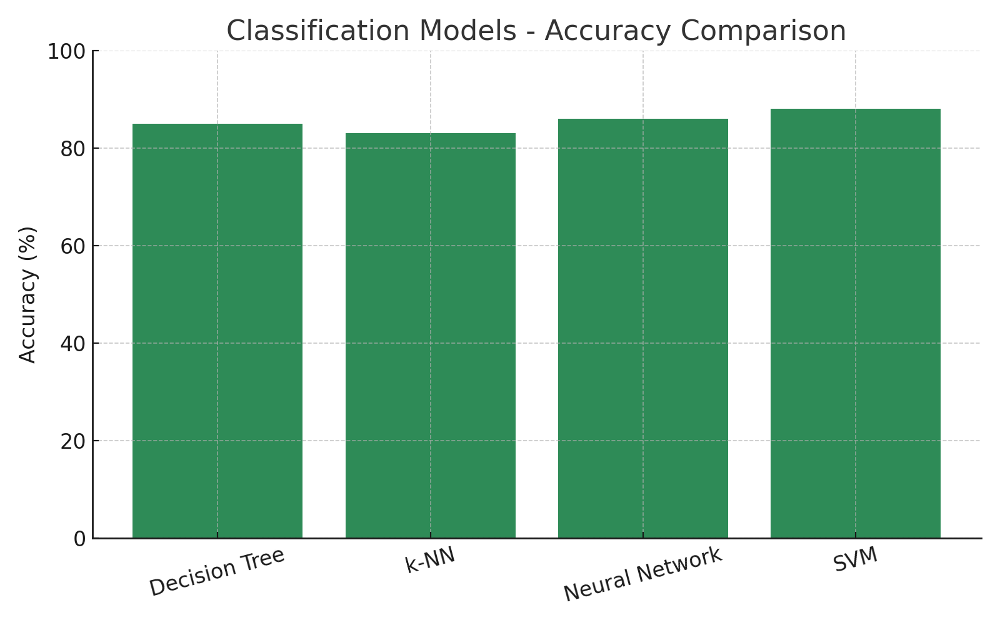 Classification Models - Accuracy Comparison
Accuracy (%)
100
80
60
40
20
0
Decision Tree
k-NN
Neural Network
SVM